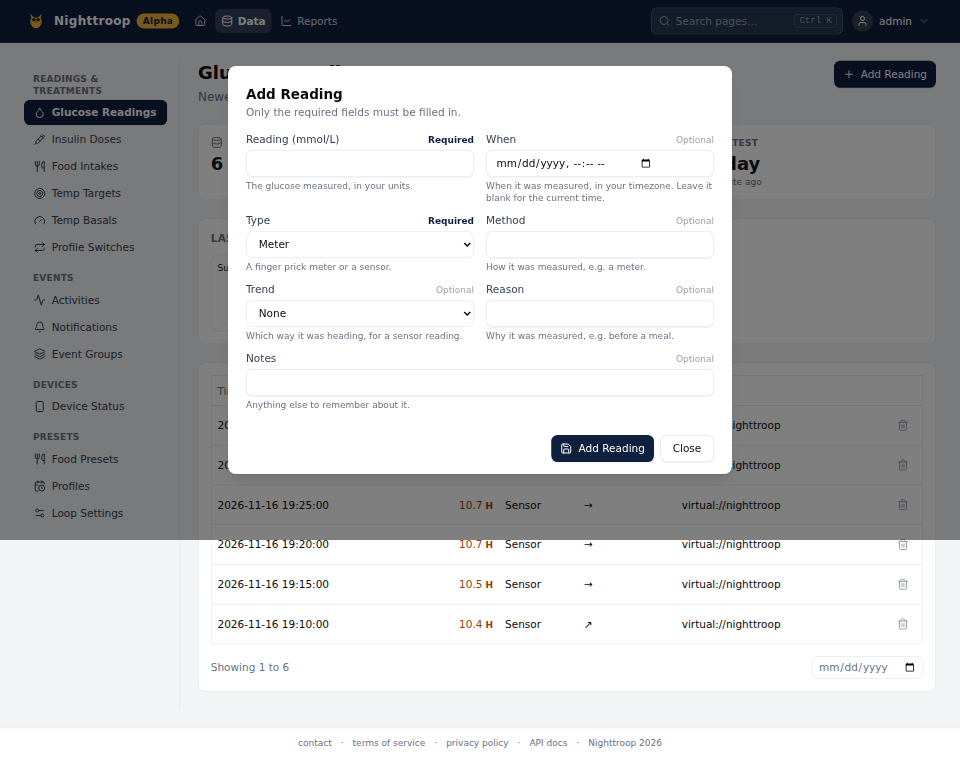 Nighttroop Alpha Data Reports Search pages... Ctrl K admin
READINGS &
TREATMENTS
Glucose Readings
Insulin Doses
Food Intakes
Temp Targets
Temp Basals
Profile Switches
EVENTS
Activities
Notifications
Event Groups
DEVICES
Device Status
PRESETS
Food Presets
Profiles
Loop Settings
Add Reading
6
Add Reading
Only the required fields must be filled in.
Reading (mmol/L) Required
The glucose measured, in your units.
When Optional
mm/dd/yyyy, --:-- --
When it was measured, in your timezone. Leave it
blank for the current time.
Type Required
Meter
A finger prick meter or a sensor.
Method Optional
How it was measured, e.g. a meter.
Trend Optional
None
Which way it was heading, for a sensor reading.
Reason Optional
Why it was measured, e.g. before a meal.
Notes Optional
Anything else to remember about it.
Add Reading Close
2026-11-16 19:25:00 10.7 H Sensor → virtual://nighttroop
2026-11-16 19:20:00 10.7 H Sensor → virtual://nighttroop
2026-11-16 19:15:00 10.5 H Sensor → virtual://nighttroop
2026-11-16 19:10:00 10.4 H Sensor ↗ virtual://nighttroop
Showing 1 to 6 mm/dd/yyyy
contact · terms of service · privacy policy · API docs · Nighttroop 2026